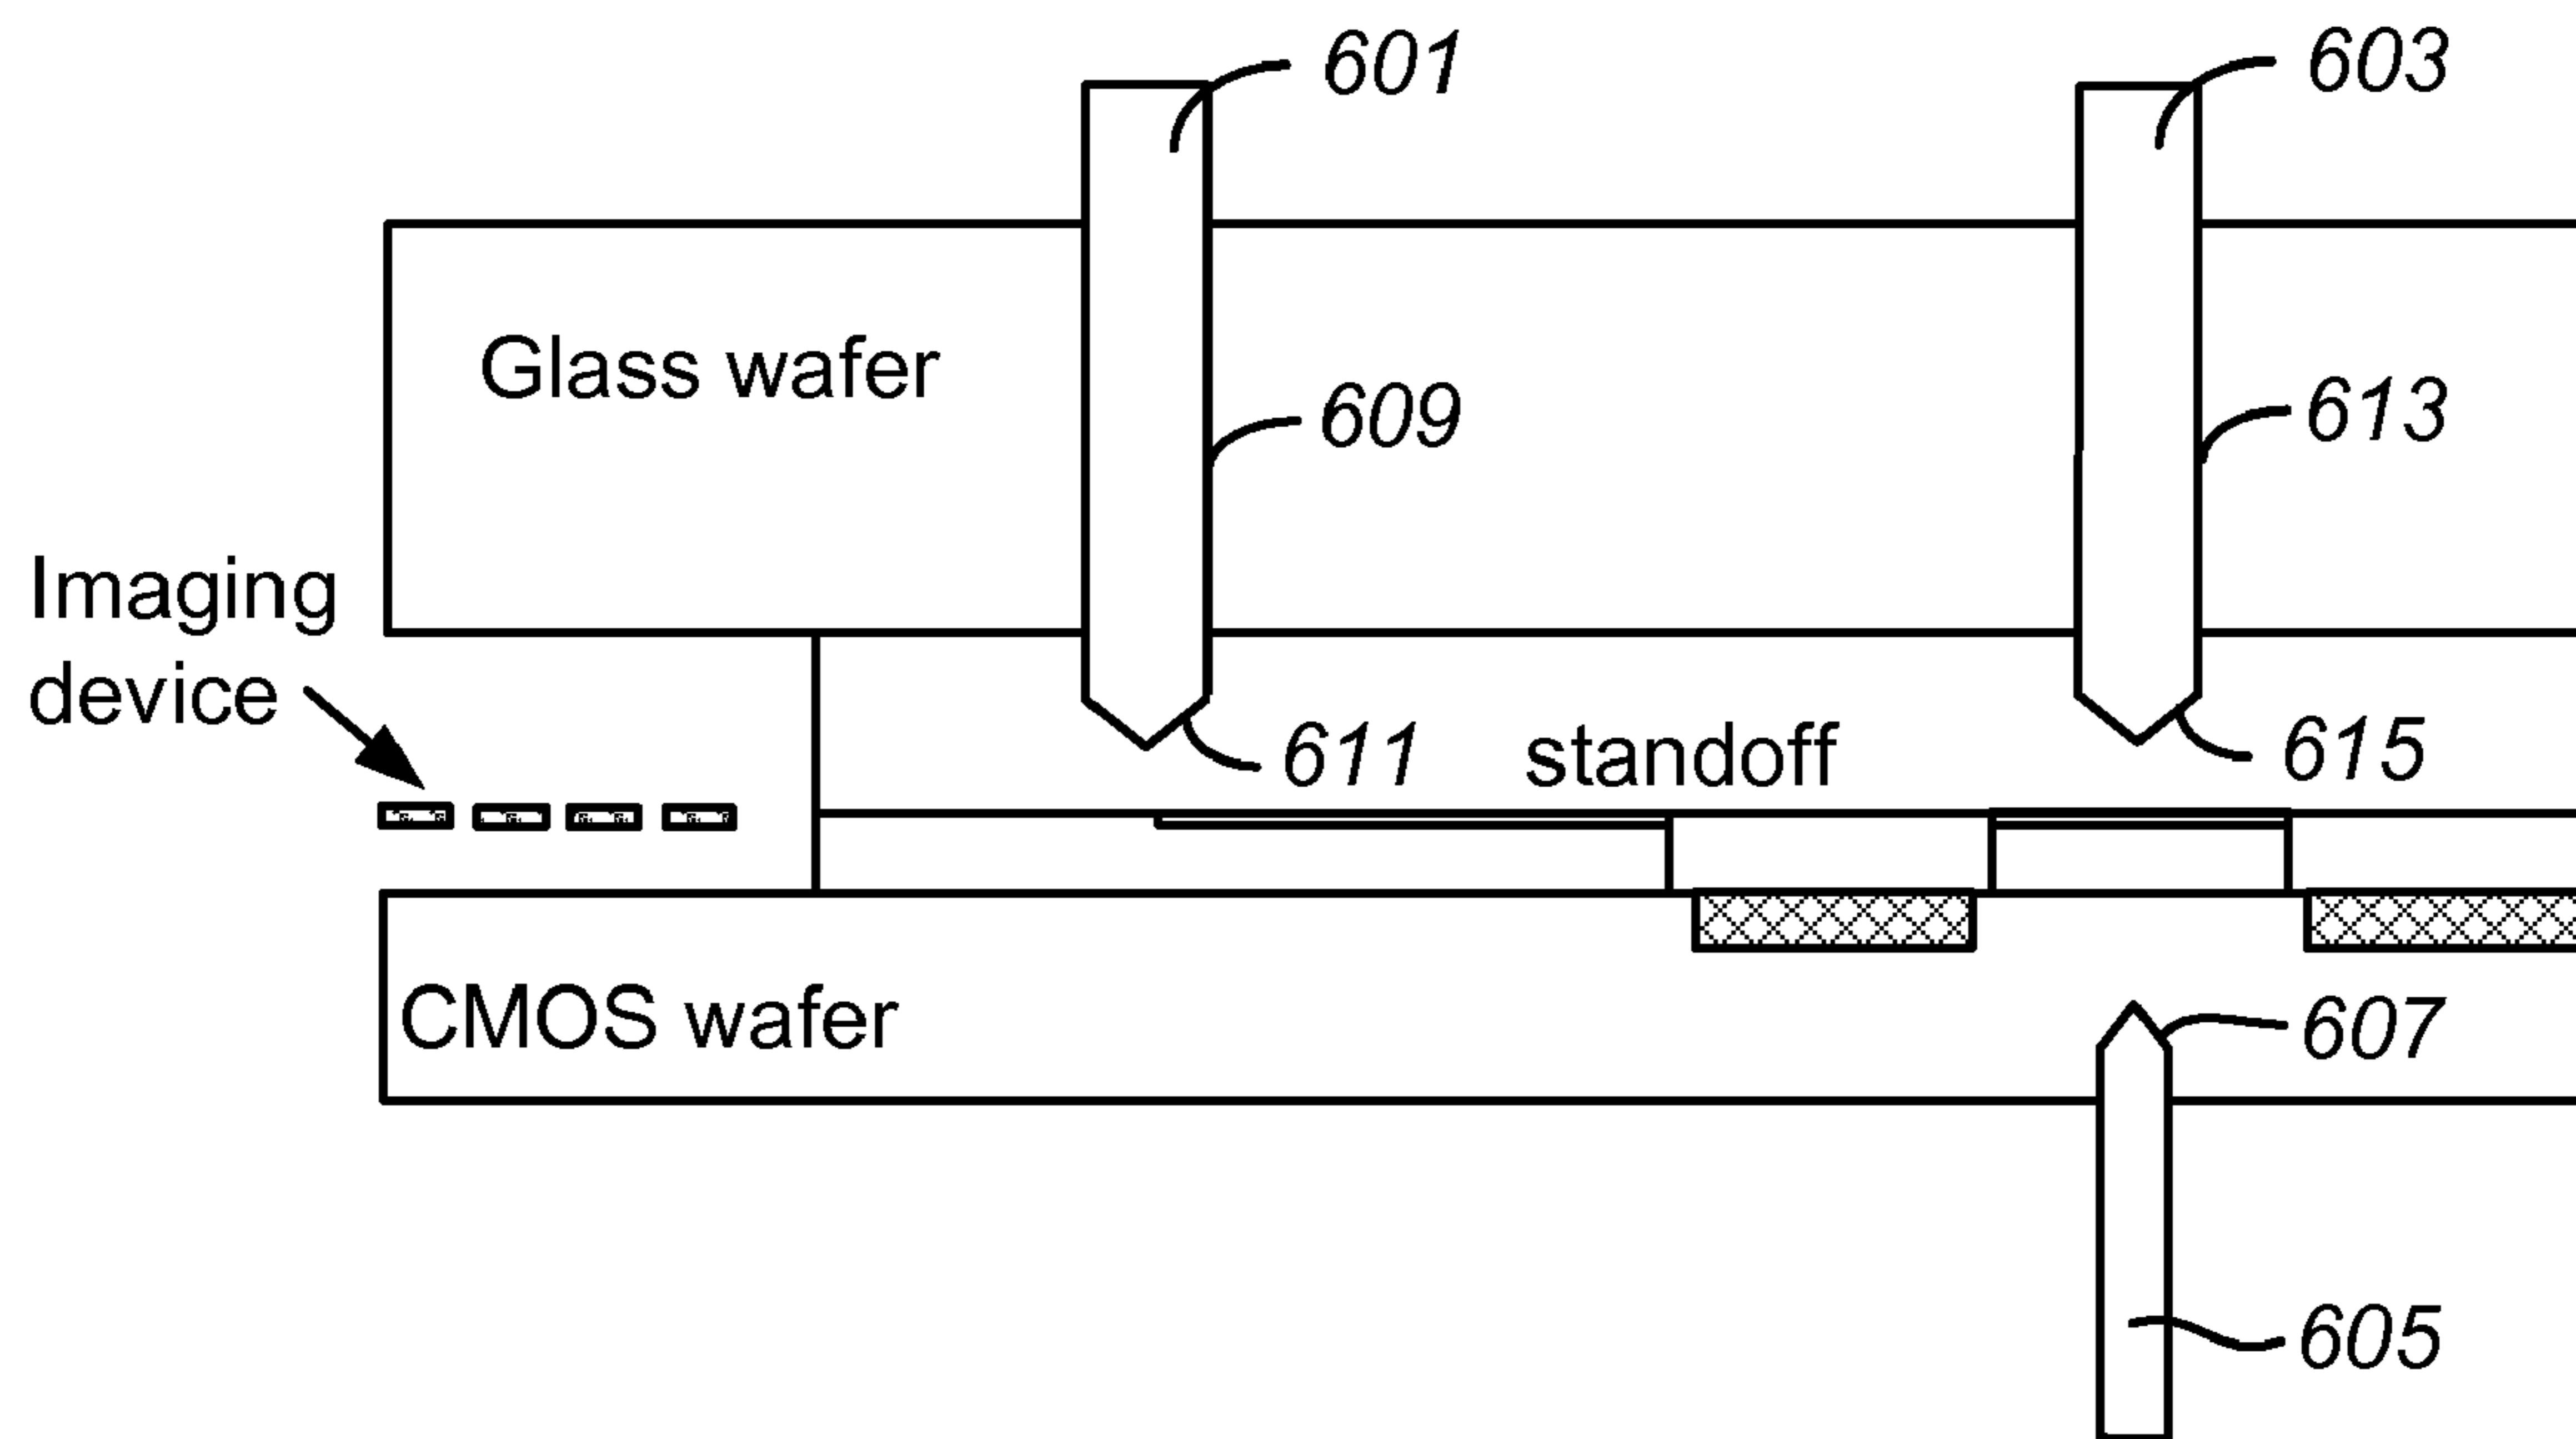 601
603
Glass wafer
609
613
Imaging
device
611
standoff
615
CMOS wafer
607
605